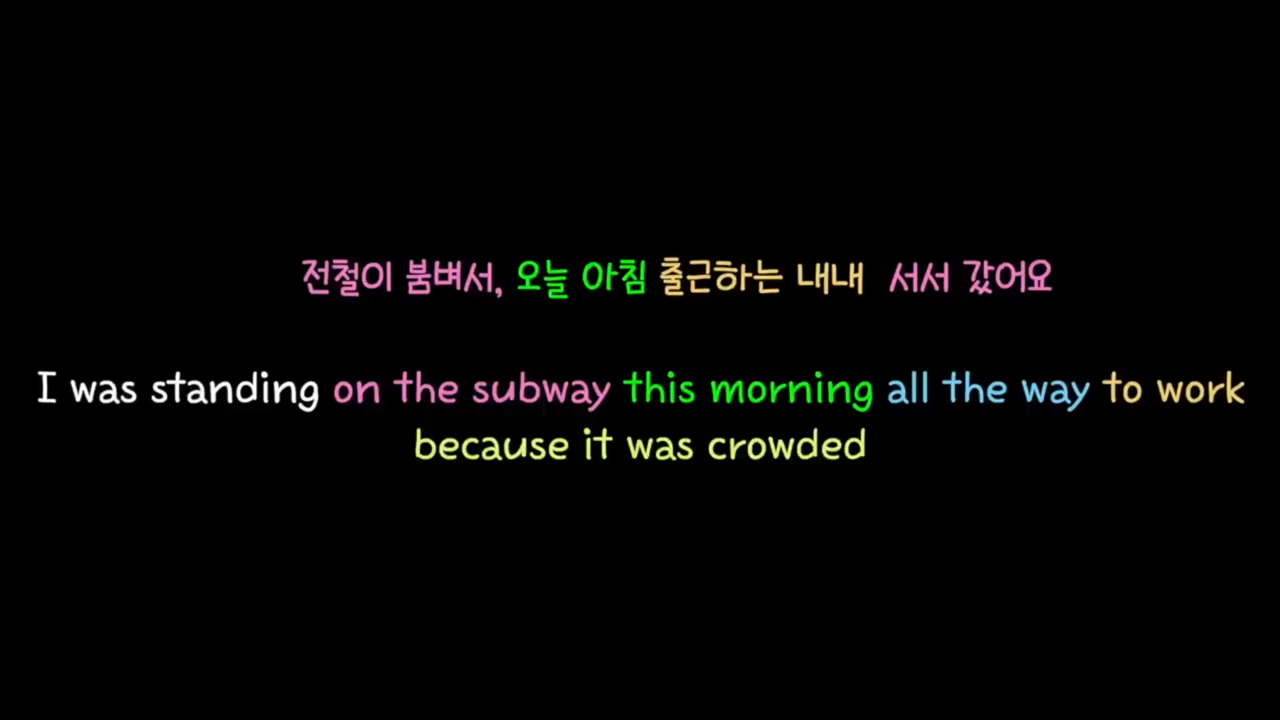 전철이 붐벼서, 오늘 아침 출근하는 내내 서서 갔어요
I was standing on the subway this morning all the way to work
because it was crowded